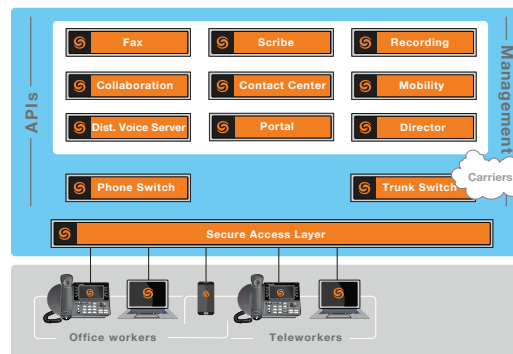 Fax
Scribe
Recording
Collaboration
Contact Center
Mobility
Dist. Voice Server
Portal
Director
APIs
Management
Phone Switch
Trunk Switch
Carriers
Secure Access Layer
Office workers
Teleworkers